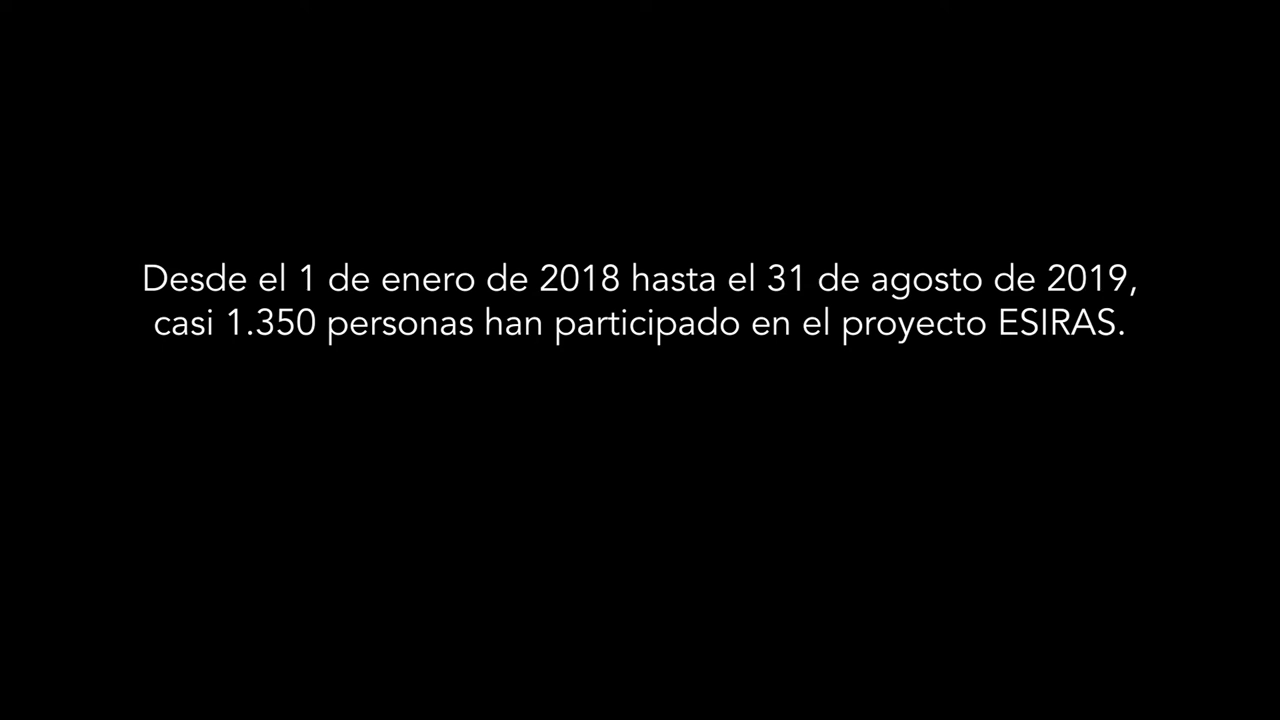 Desde el 1 de enero de 2018 hasta el 31 de agosto de 2019,
casi 1.350 personas han participado en el proyecto ESIRAS.